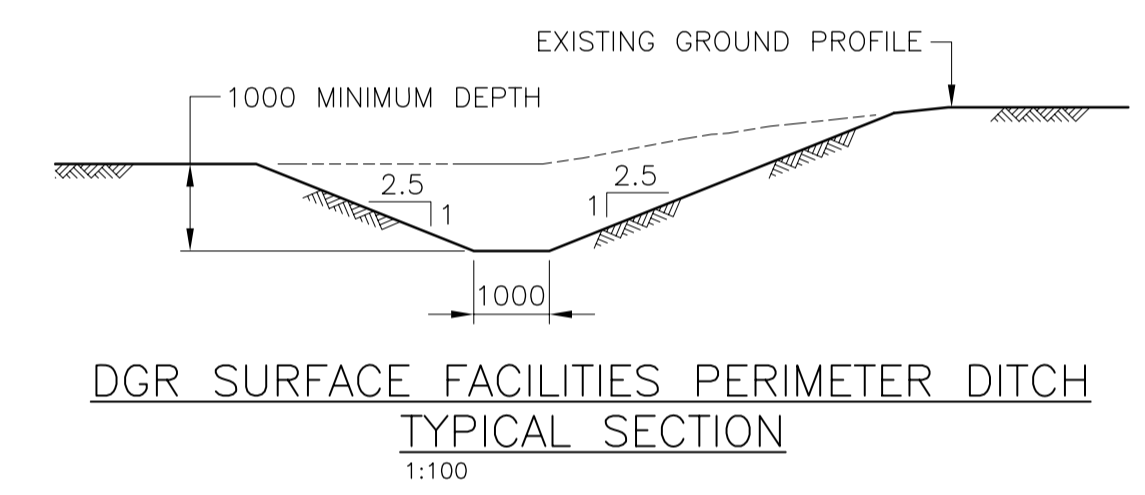 EXISTING GROUND PROFILE
1000 MINIMUM DEPTH
2.5
1
2.5
1
1000
DGR SURFACE FACILITIES PERIMETER DITCH
TYPICAL SECTION
1:100